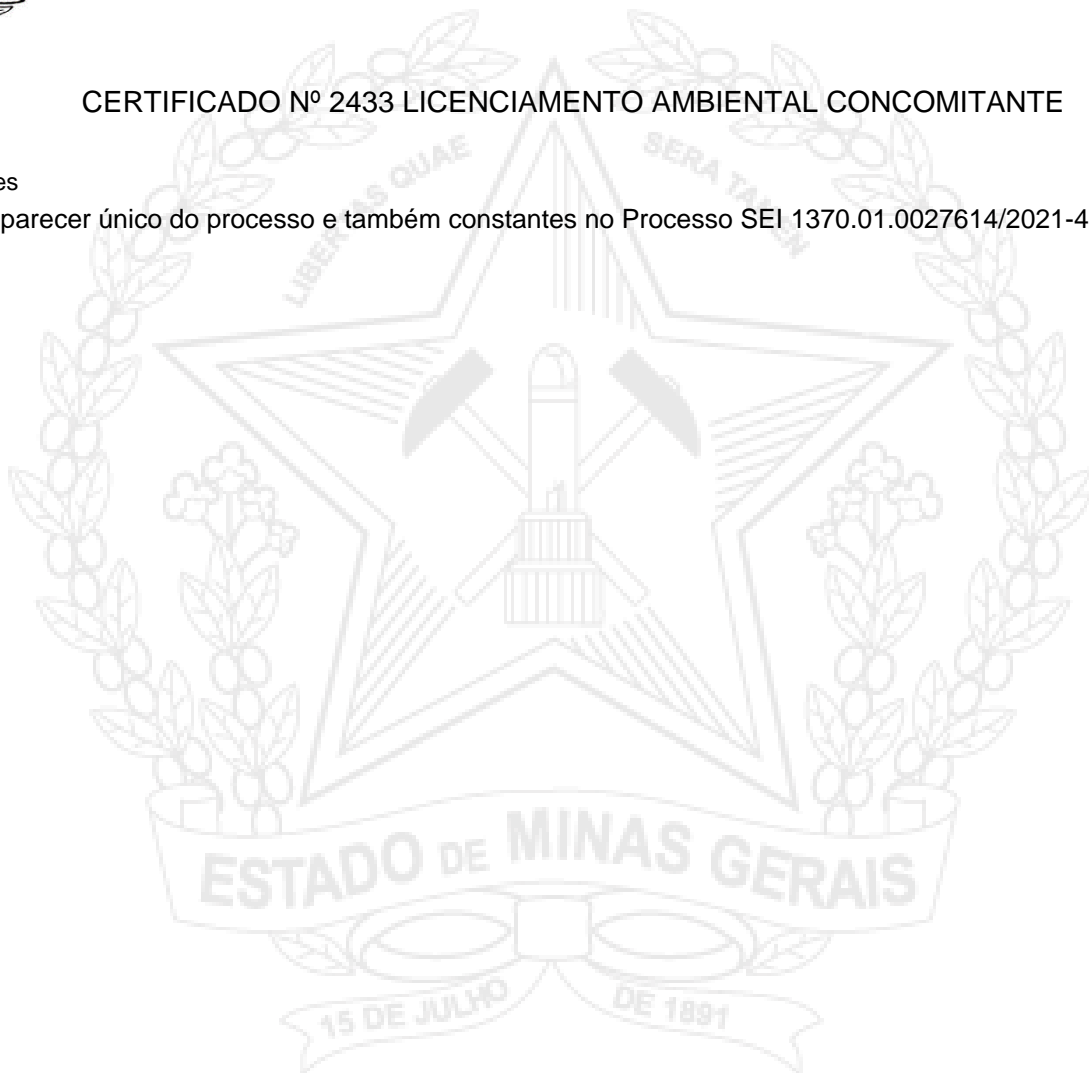 CERTIFICADO Nº 2433 LICENCIAMENTO AMBIENTAL CONCOMITANTE
es
parecer único do processo e também constantes no Processo SEI 1370.01.0027614/2021-4
LIBERTAS QUAE SERA TAMEN
ESTADO DE MINAS GERAIS
15 DE JULHO DE 1891